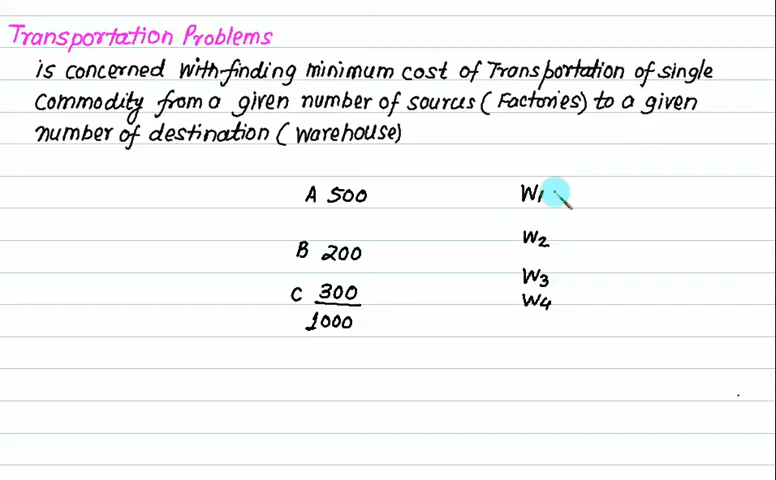 Transportation Problems
is concerned with finding minimum cost of Transportation of single
commodity from a given number of sources (Factories) to a given
number of destination (Warehouse)
A 500 W1
B 200 W2
C 300 W3
1000 W4